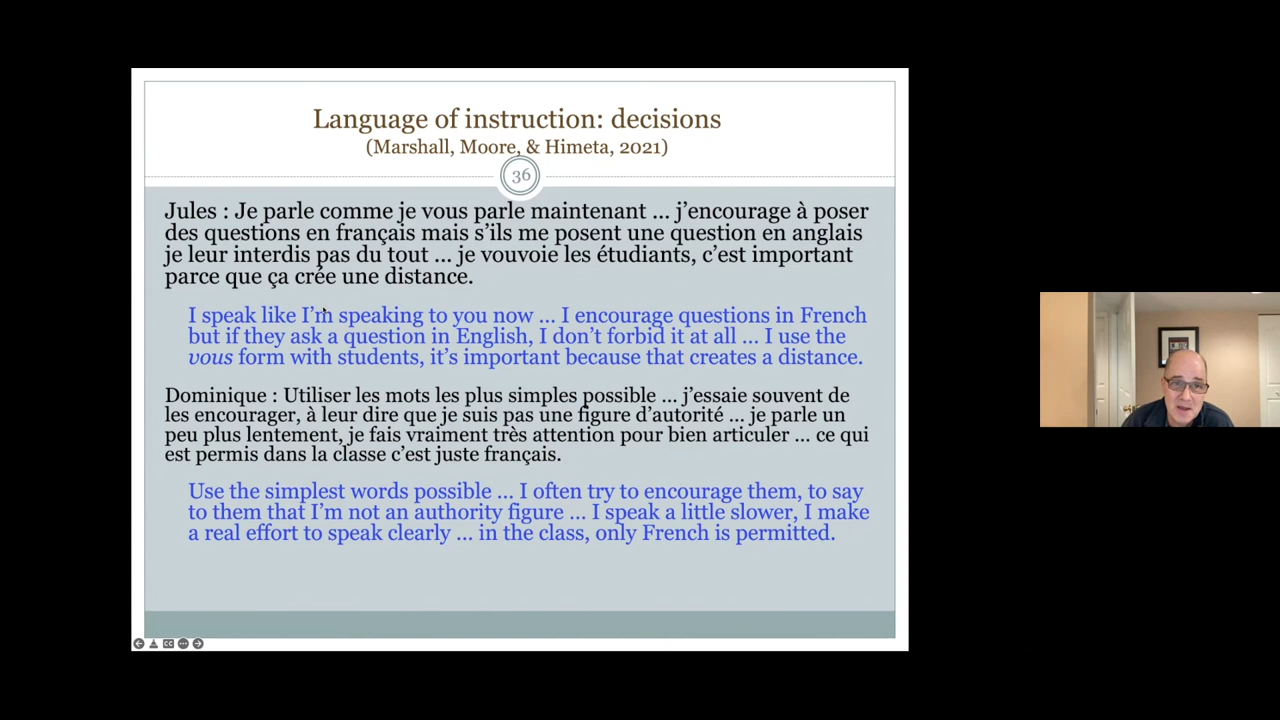 Language of instruction: decisions
(Marshall, Moore, & Himeta, 2021)
36
Jules : Je parle comme je vous parle maintenant ... j’encourage à poser
des questions en français mais s’ils me posent une question en anglais
je leur interdis pas du tout ... je vouvoie les étudiants, c’est important
parce que ça crée une distance.
I speak like I’m speaking to you now ... I encourage questions in French
but if they ask a question in English, I don’t forbid it at all ... I use the
vous form with students, it’s important because that creates a distance.
Dominique : Utiliser les mots les plus simples possible ... j’essaie souvent de
les encourager, à leur dire que je suis pas une figure d’autorité ... je parle un
peu plus lentement, je fais vraiment très attention pour bien articuler ... ce qui
est permis dans la classe c’est juste français.
Use the simplest words possible ... I often try to encourage them, to say
to them that I’m not an authority figure ... I speak a little slower, I make
a real effort to speak clearly ... in the class, only French is permitted.
CC